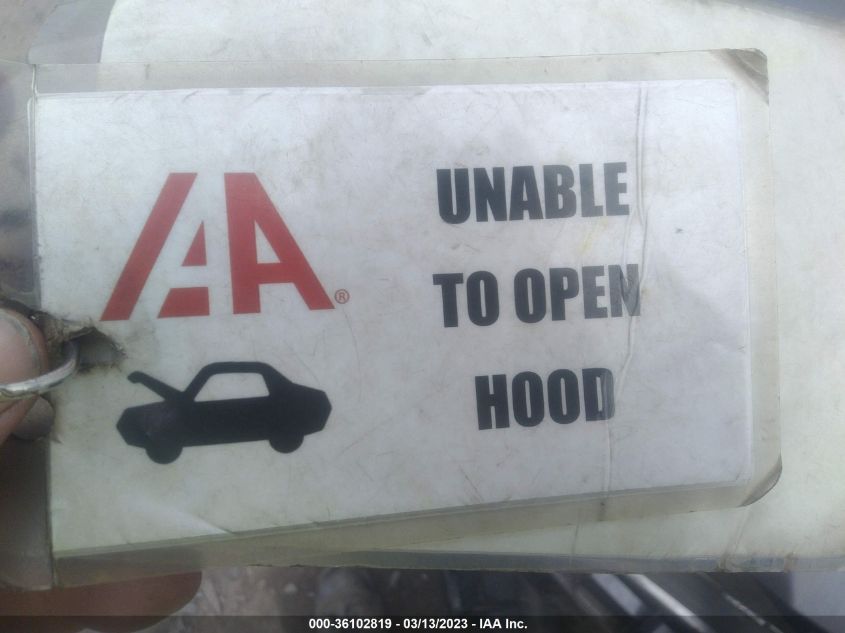 IAA®
UNABLE
TO OPEN
HOOD
000-36102819 - 03/13/2023 - IAA Inc.